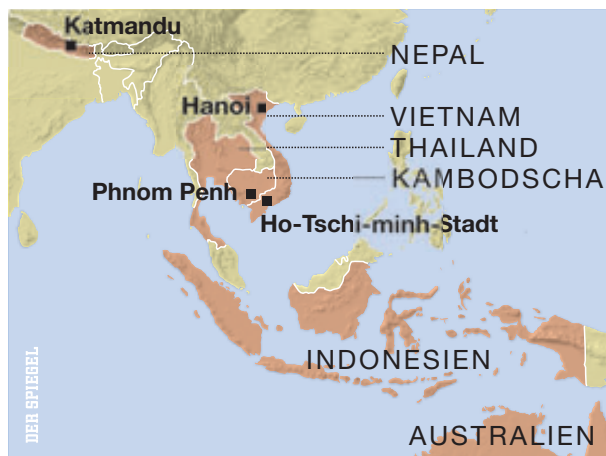 Katmandu
NEPAL
Hanoi
VIETNAM
THAILAND
KAMBODSCHA
Phnom Penh
Ho-Tschi-minh-Stadt
INDONESIEN
AUSTRALIEN
DER SPIEGEL